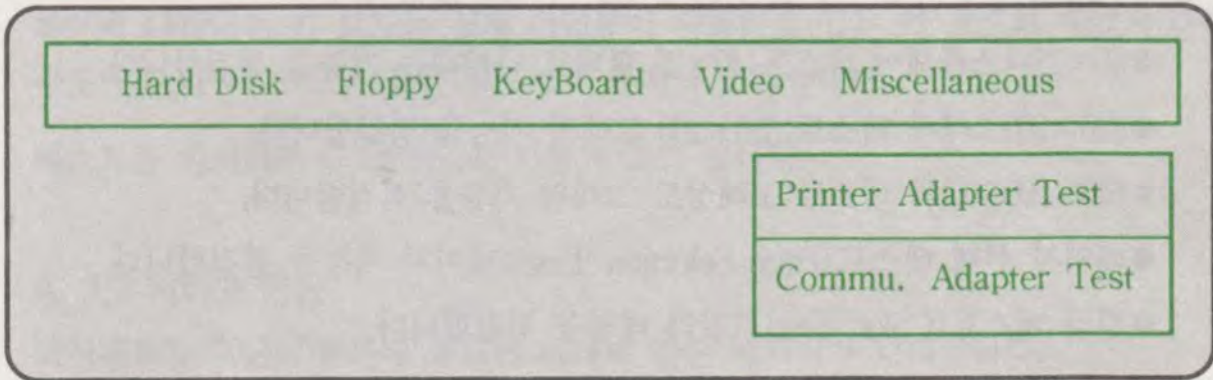 Hard Disk Floppy KeyBoard Video Miscellaneous
Printer Adapter Test
Commu. Adapter Test